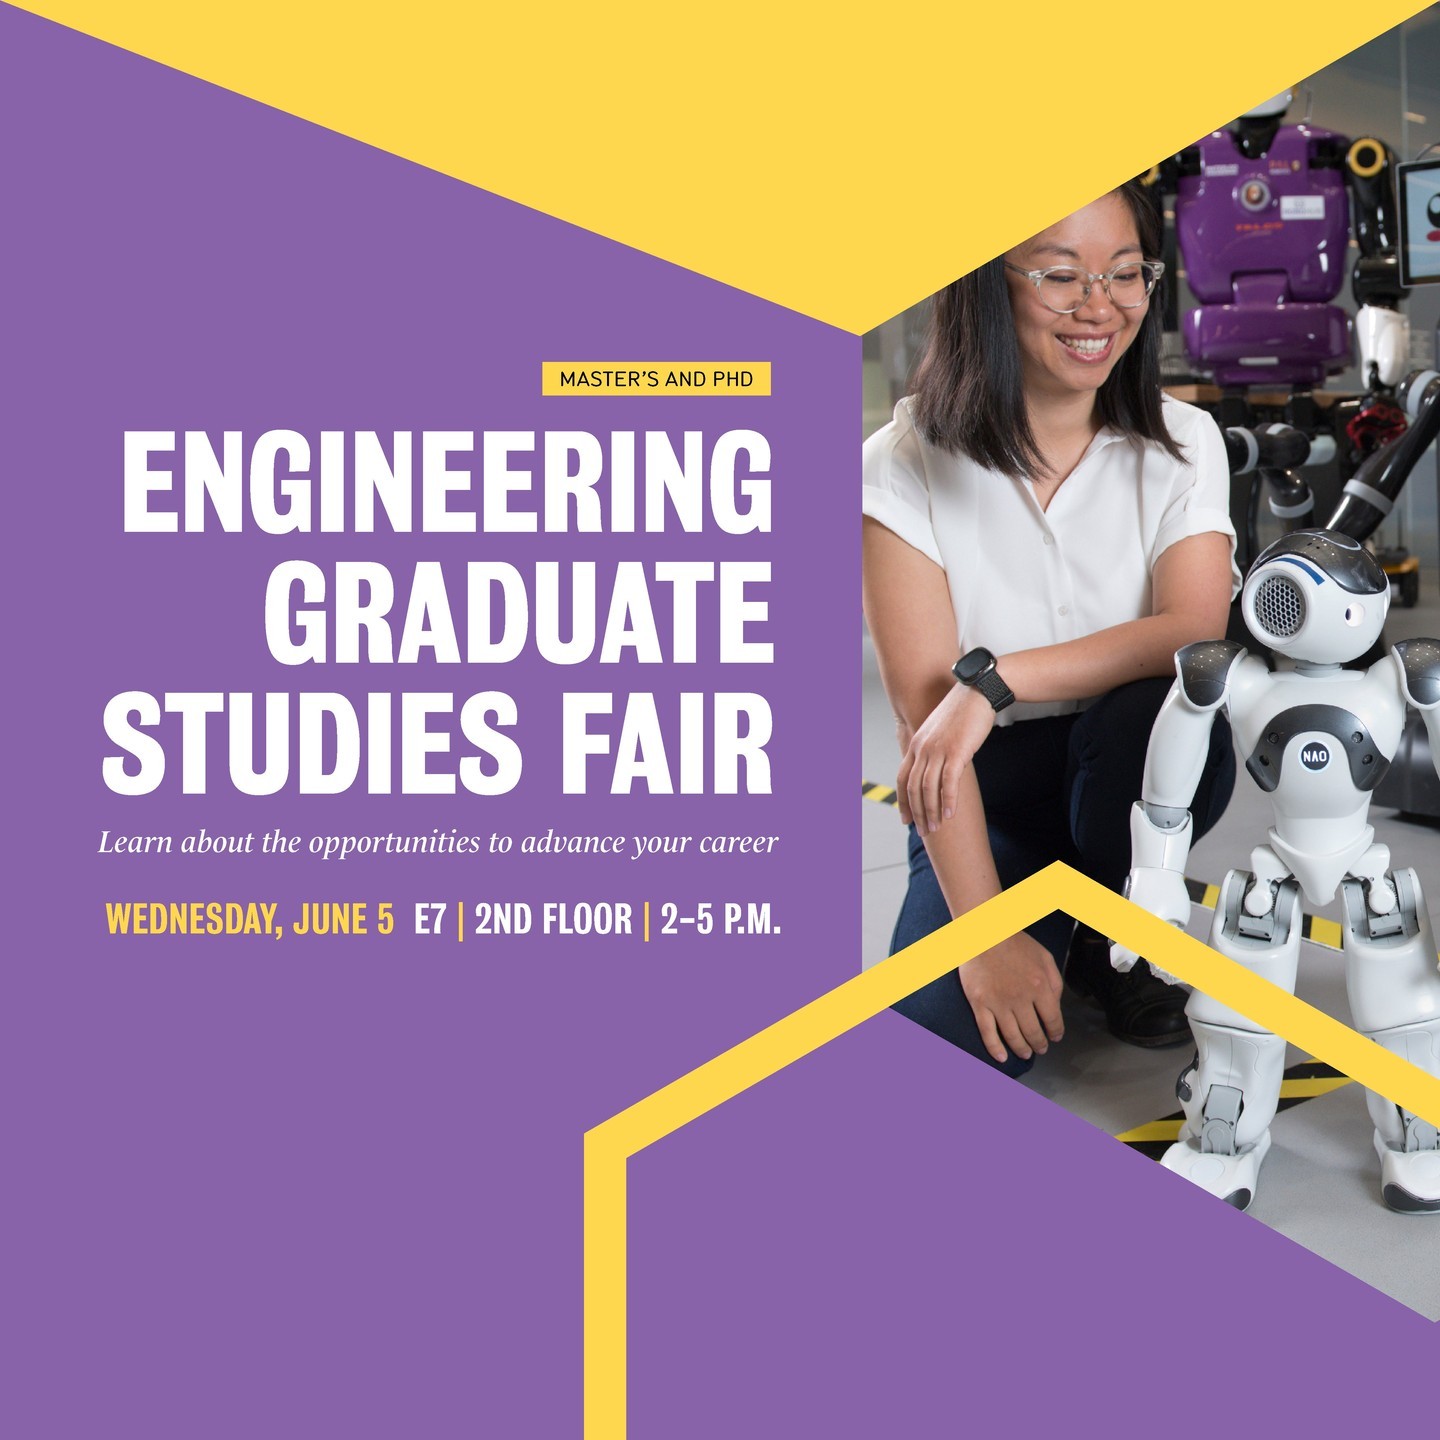 MASTER'S AND PHD
ENGINEERING
GRADUATE
STUDIES FAIR
Learn about the opportunities to advance your career
WEDNESDAY, JUNE 5 E7 | 2ND FLOOR | 2–5 P.M.
NAO